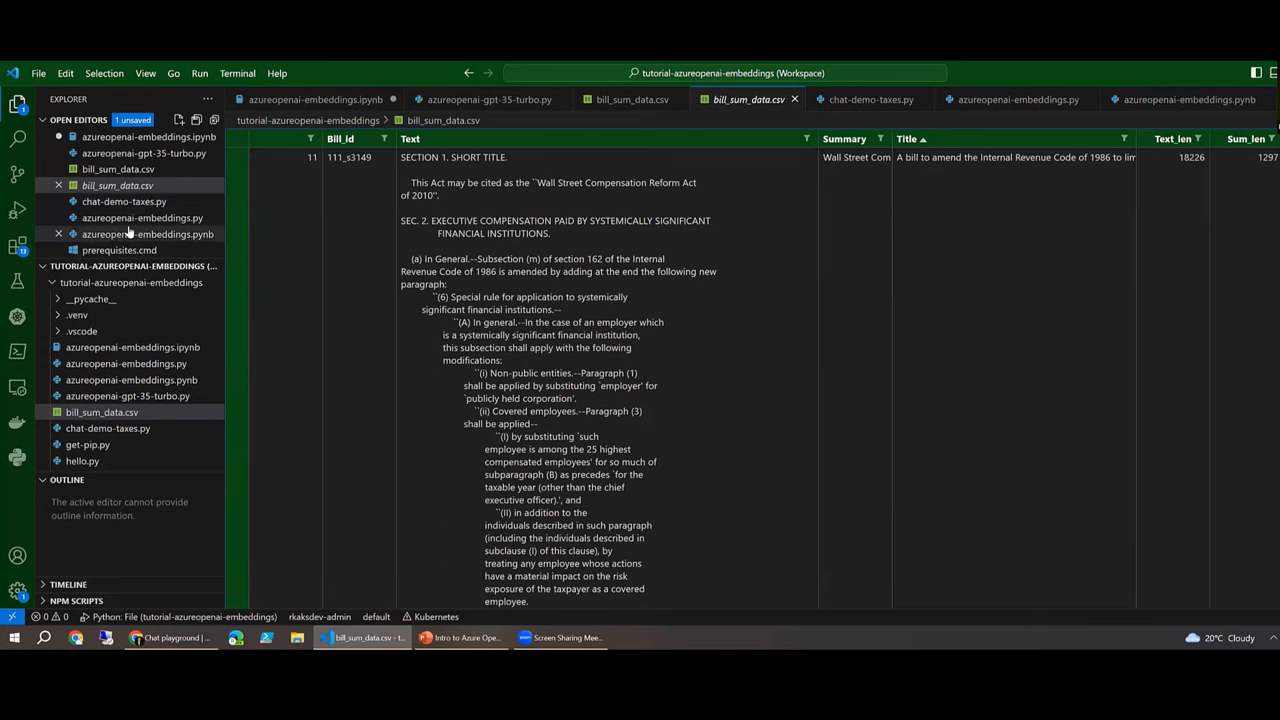 File Edit Selection View Go Run Terminal Help
tutorial-azureopenai-embeddings (Workspace)
EXPLORER
azureopenai-embeddings.ipynb
azureopenai-gpt-35-turbo.py
bill_sum_data.csv
bill_sum_data.csv
chat-demo-taxes.py
azureopenai-embeddings.py
azureopenai-embeddings.pynb
OPEN EDITORS 1 unsaved
tutorial-azureopenai-embeddings > bill_sum_data.csv
azureopenai-embeddings.ipynb
azureopenai-gpt-35-turbo.py
bill_sum_data.csv
bill_sum_data.csv
chat-demo-taxes.py
azureopenai-embeddings.py
azureopenai-embeddings.pynb
prerequisites.cmd
TUTORIAL-AZUREOPENAI-EMBEDDINGS (...
tutorial-azureopenai-embeddings
__pycache__
.venv
.vscode
azureopenai-embeddings.ipynb
azureopenai-embeddings.py
azureopenai-embeddings.pynb
azureopenai-gpt-35-turbo.py
bill_sum_data.csv
chat-demo-taxes.py
get-pip.py
hello.py
OUTLINE
The active editor cannot provide
outline information.
TIMELINE
NPM SCRIPTS
1
13
1
Bill_id Text Summary Title Text_len Sum_len
11 111_s3149 SECTION 1. SHORT TITLE. Wall Street Com A bill to amend the Internal Revenue Code of 1986 to lim 18226 1297
This Act may be cited as the ``Wall Street Compensation Reform Act
of 2010''.
SEC. 2. EXECUTIVE COMPENSATION PAID BY SYSTEMICALLY SIGNIFICANT
FINANCIAL INSTITUTIONS.
(a) In General.--Subsection (m) of section 162 of the Internal
Revenue Code of 1986 is amended by adding at the end the following new
paragraph:
``(6) Special rule for application to systemically
significant financial institutions.--
``(A) In general.--In the case of an employer which
is a systemically significant financial institution,
this subsection shall apply with the following
modifications:
``(i) Non-public entities.--Paragraph (1)
shall be applied by substituting `employer' for
`publicly held corporation'.
``(ii) Covered employees.--Paragraph (3)
shall be applied--
``(I) by substituting `such
employee is among the 25 highest
compensated employees' for so much of
subparagraph (B) as precedes `for the
taxable year (other than the chief
executive officer).', and
``(II) in addition to the
individuals described in such paragraph
(including the individuals described in
subclause (I) of this clause), by
treating any employee whose actions
have a material impact on the risk
exposure of the taxpayer as a covered
employee.
0 0 Python: File (tutorial-azureopenai-embeddings) rkaksdev-admin default Kubernetes
Chat playground | ... bill_sum_data.csv - t... Intro to Azure Ope... Screen Sharing Mee... 20°C Cloudy